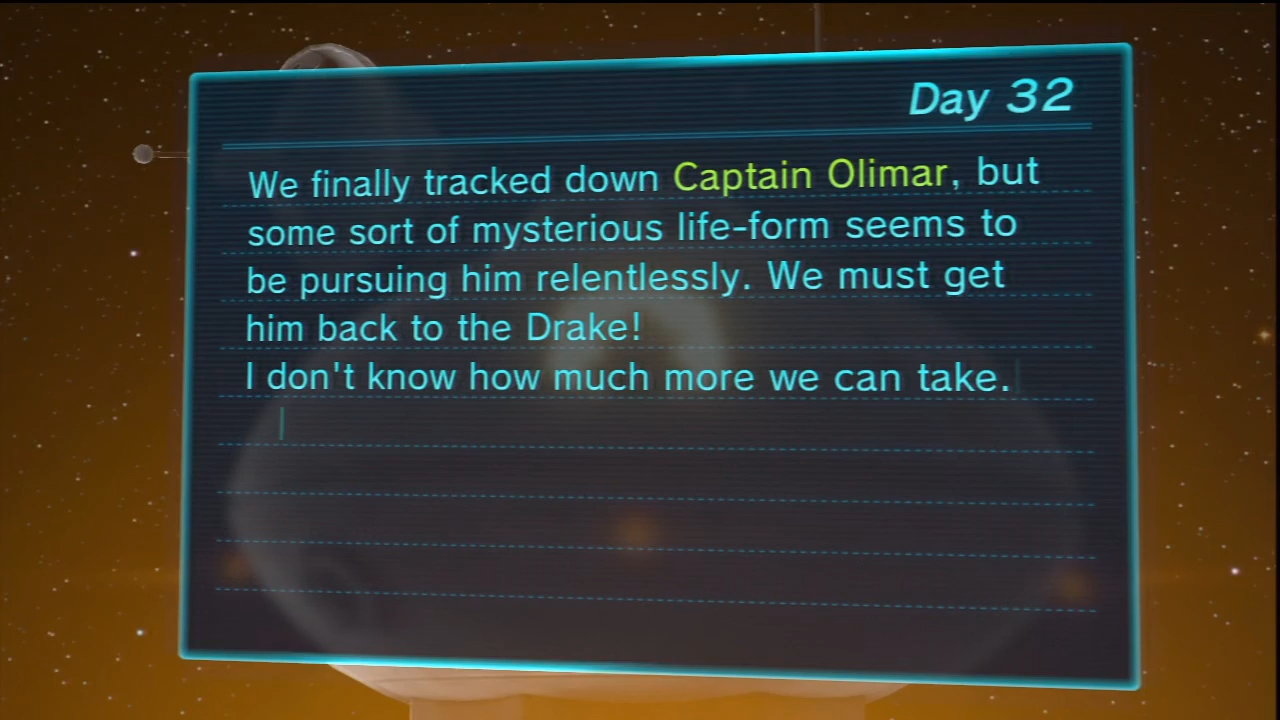 Day 32
We finally tracked down Captain Olimar, but
some sort of mysterious life-form seems to
be pursuing him relentlessly. We must get
him back to the Drake!
I don't know how much more we can take.